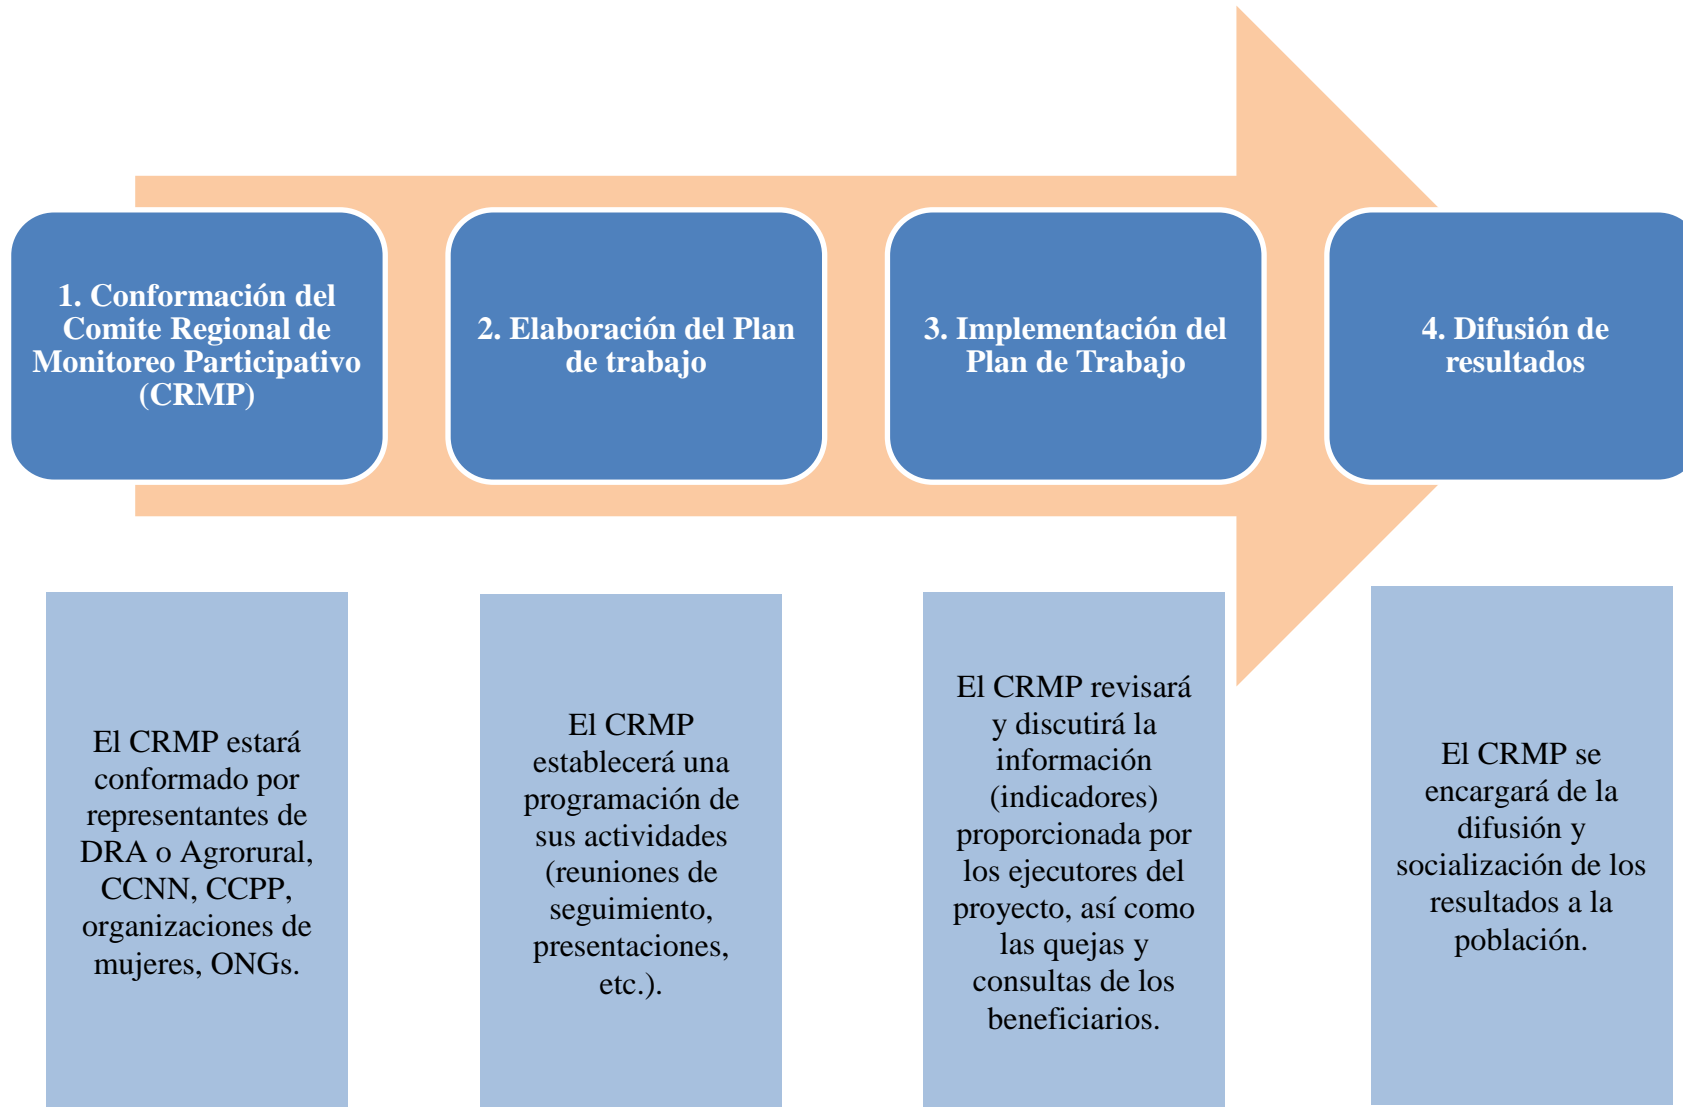 1. Conformación del
Comite Regional de
Monitoreo Participativo
(CRMP)
2. Elaboración del Plan
de trabajo
3. Implementación del
Plan de Trabajo
4. Difusión de
resultados
El CRMP estará
conformado por
representantes de
DRA o Agrorural,
CCNN, CCPP,
organizaciones de
mujeres, ONGs.
El CRMP
establecerá una
programación de
sus actividades
(reuniones de
seguimiento,
presentaciones,
etc.).
El CRMP revisará
y discutirá la
información
(indicadores)
proporcionada por
los ejecutores del
proyecto, así como
las quejas y
consultas de los
beneficiarios.
El CRMP se
encargará de la
difusión y
socialización de los
resultados a la
población.